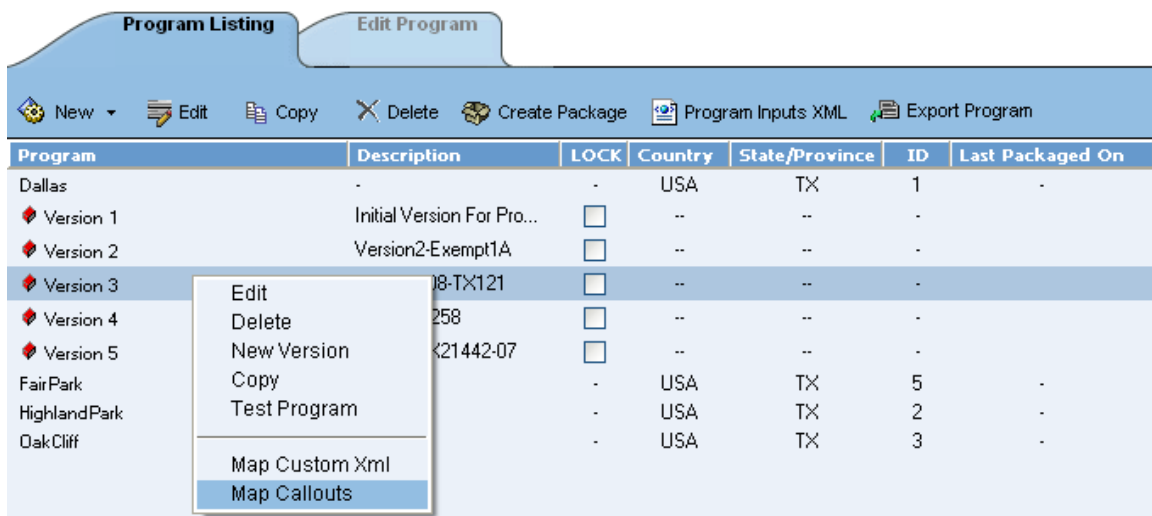 Program Listing Edit Program
New Edit Copy Delete Create Package Program Inputs XML Export Program
Program Description LOCK Country State/Province ID Last Packaged On
Dallas - - USA TX 1 -
Version 1 Initial Version For Pro... -- -- -
Version 2 Version2-Exempt1A -- -- -
Version 3 08-TX121 -- -- -
Version 4 258 -- -- -
Version 5 21442-07 -- -- -
FairPark - USA TX 5 -
HighlandPark - USA TX 2 -
OakCliff - USA TX 3 -
Edit
Delete
New Version
Copy
Test Program
Map Custom Xml
Map Callouts